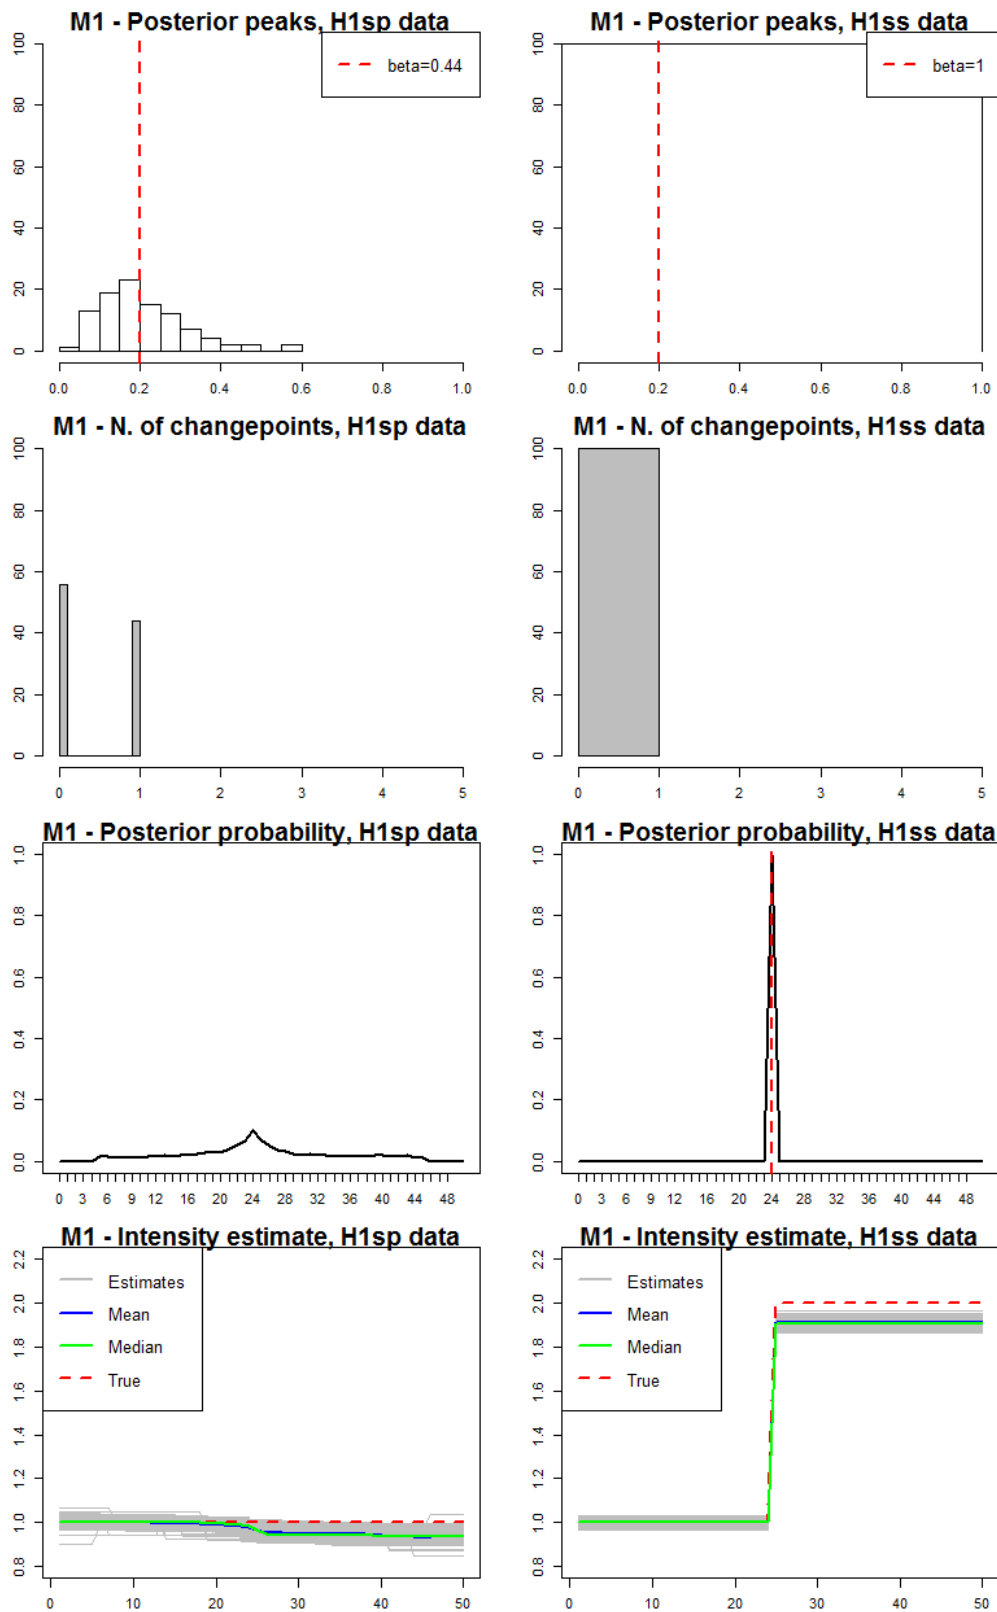 M1 - Posterior peaks, H1sp data
M1 - Posterior peaks, H1ss data
beta=0.44
beta=1
0 20 40 60 80 100
0 20 40 60 80 100
0.0 0.2 0.4 0.6 0.8 1.0
0.0 0.2 0.4 0.6 0.8 1.0
M1 - N. of changepoints, H1sp data
M1 - N. of changepoints, H1ss data
0 20 40 60 80 100
0 20 40 60 80 100
0 1 2 3 4 5
0 1 2 3 4 5
M1 - Posterior probability, H1sp data
M1 - Posterior probability, H1ss data
0.0 0.2 0.4 0.6 0.8 1.0
0.0 0.2 0.4 0.6 0.8 1.0
0 3 6 9 12 16 20 24 28 32 36 40 44 48
0 3 6 9 12 16 20 24 28 32 36 40 44 48
M1 - Intensity estimate, H1sp data
M1 - Intensity estimate, H1ss data
Estimates
Mean
Median
True
Estimates
Mean
Median
True
0.8 1.0 1.2 1.4 1.6 1.8 2.0 2.2
0.8 1.0 1.2 1.4 1.6 1.8 2.0 2.2
0 10 20 30 40 50
0 10 20 30 40 50